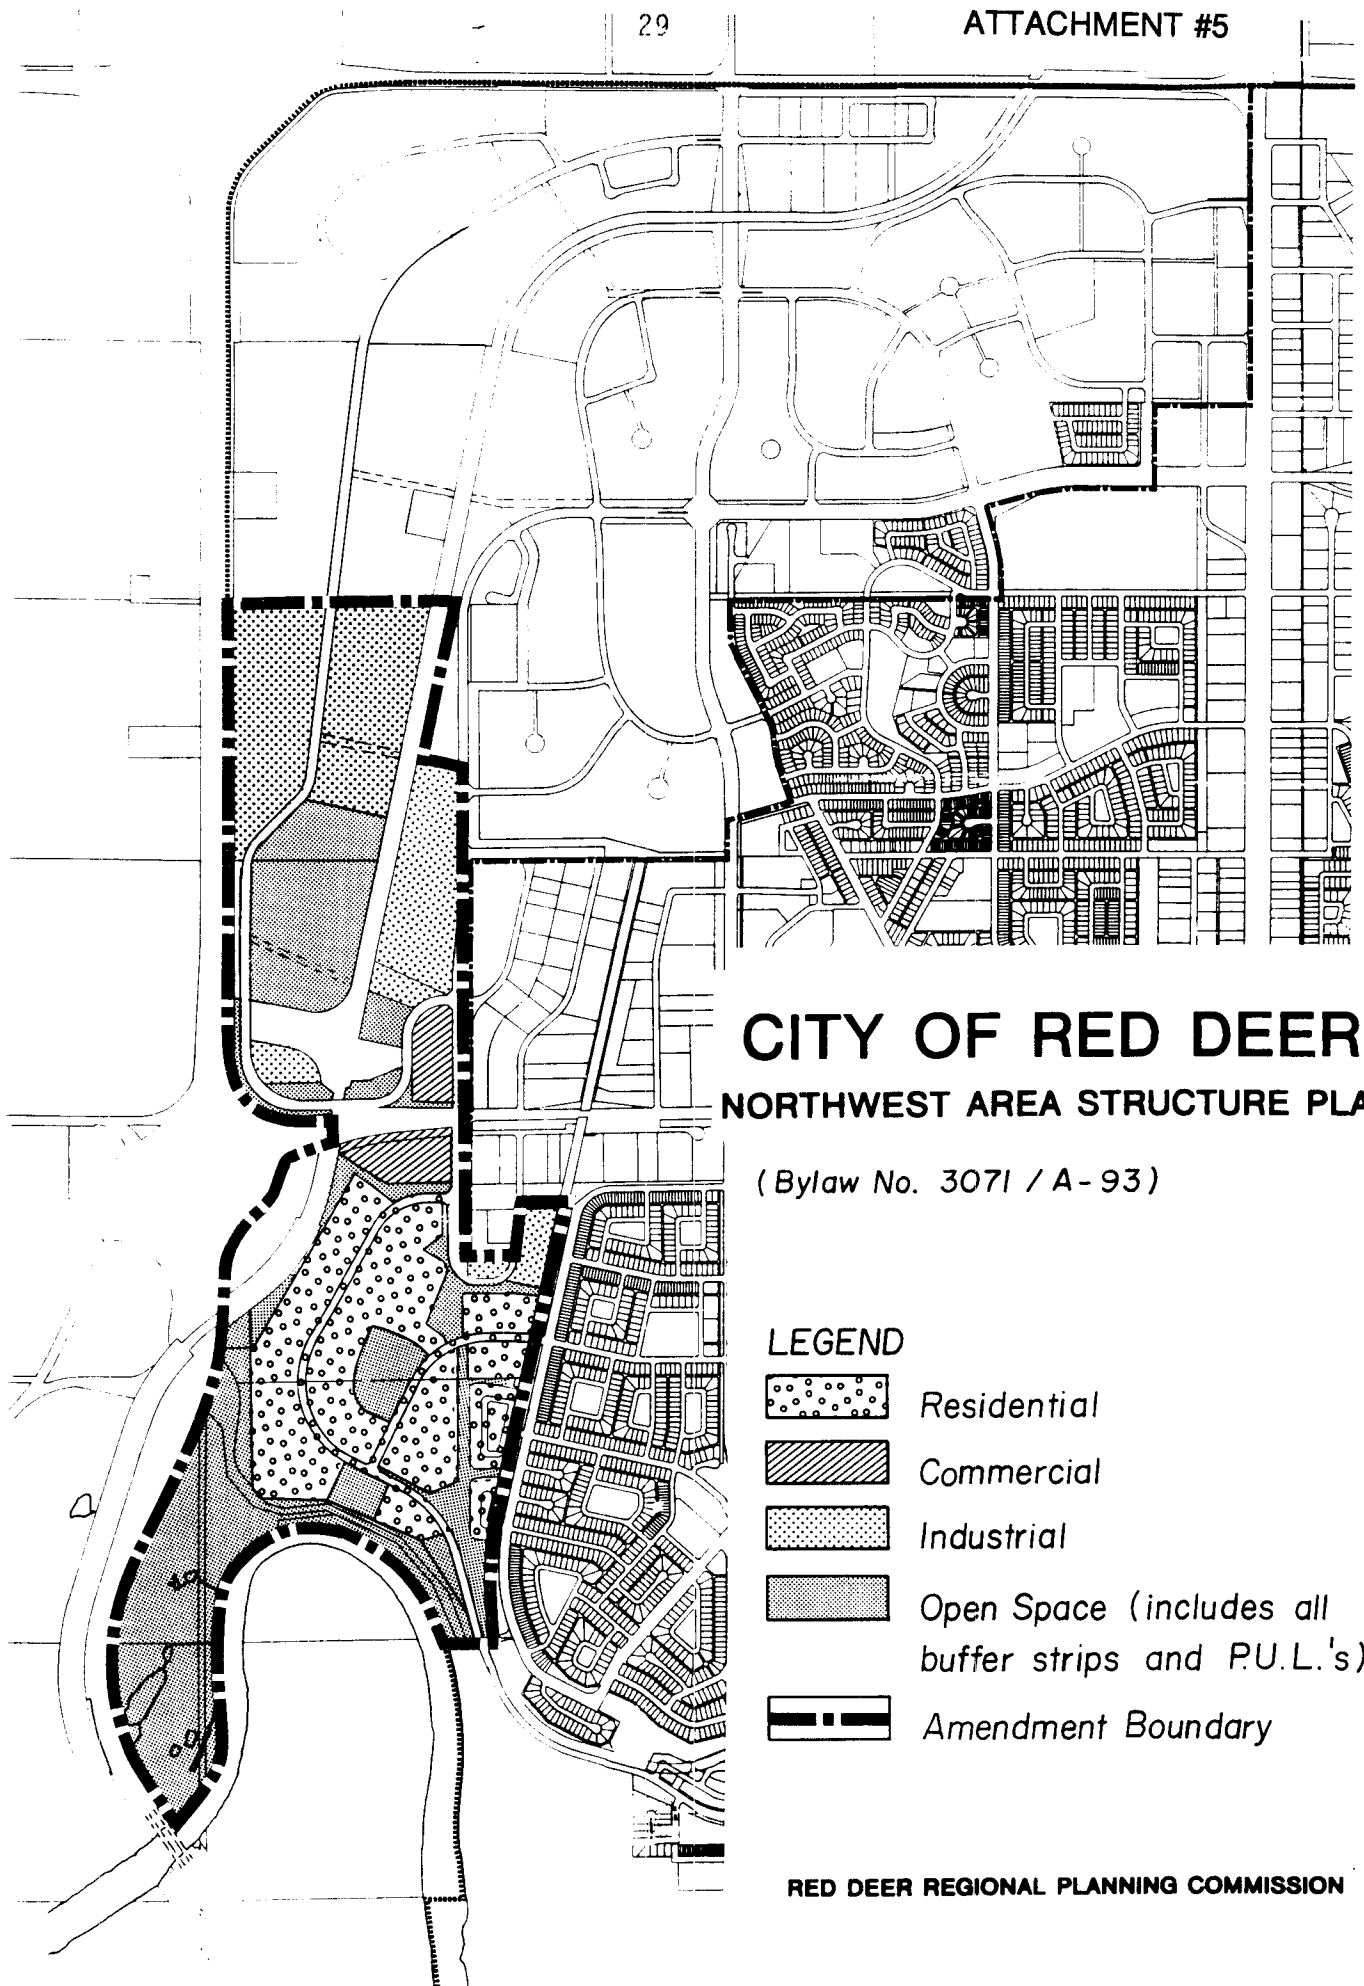 29
ATTACHMENT #5
CITY OF RED DEER
NORTHWEST AREA STRUCTURE PLA
(Bylaw No. 3071 / A-93)
LEGEND
Residential
Commercial
Industrial
Open Space (includes all
buffer strips and P.U.L.'s)
Amendment Boundary
RED DEER REGIONAL PLANNING COMMISSION